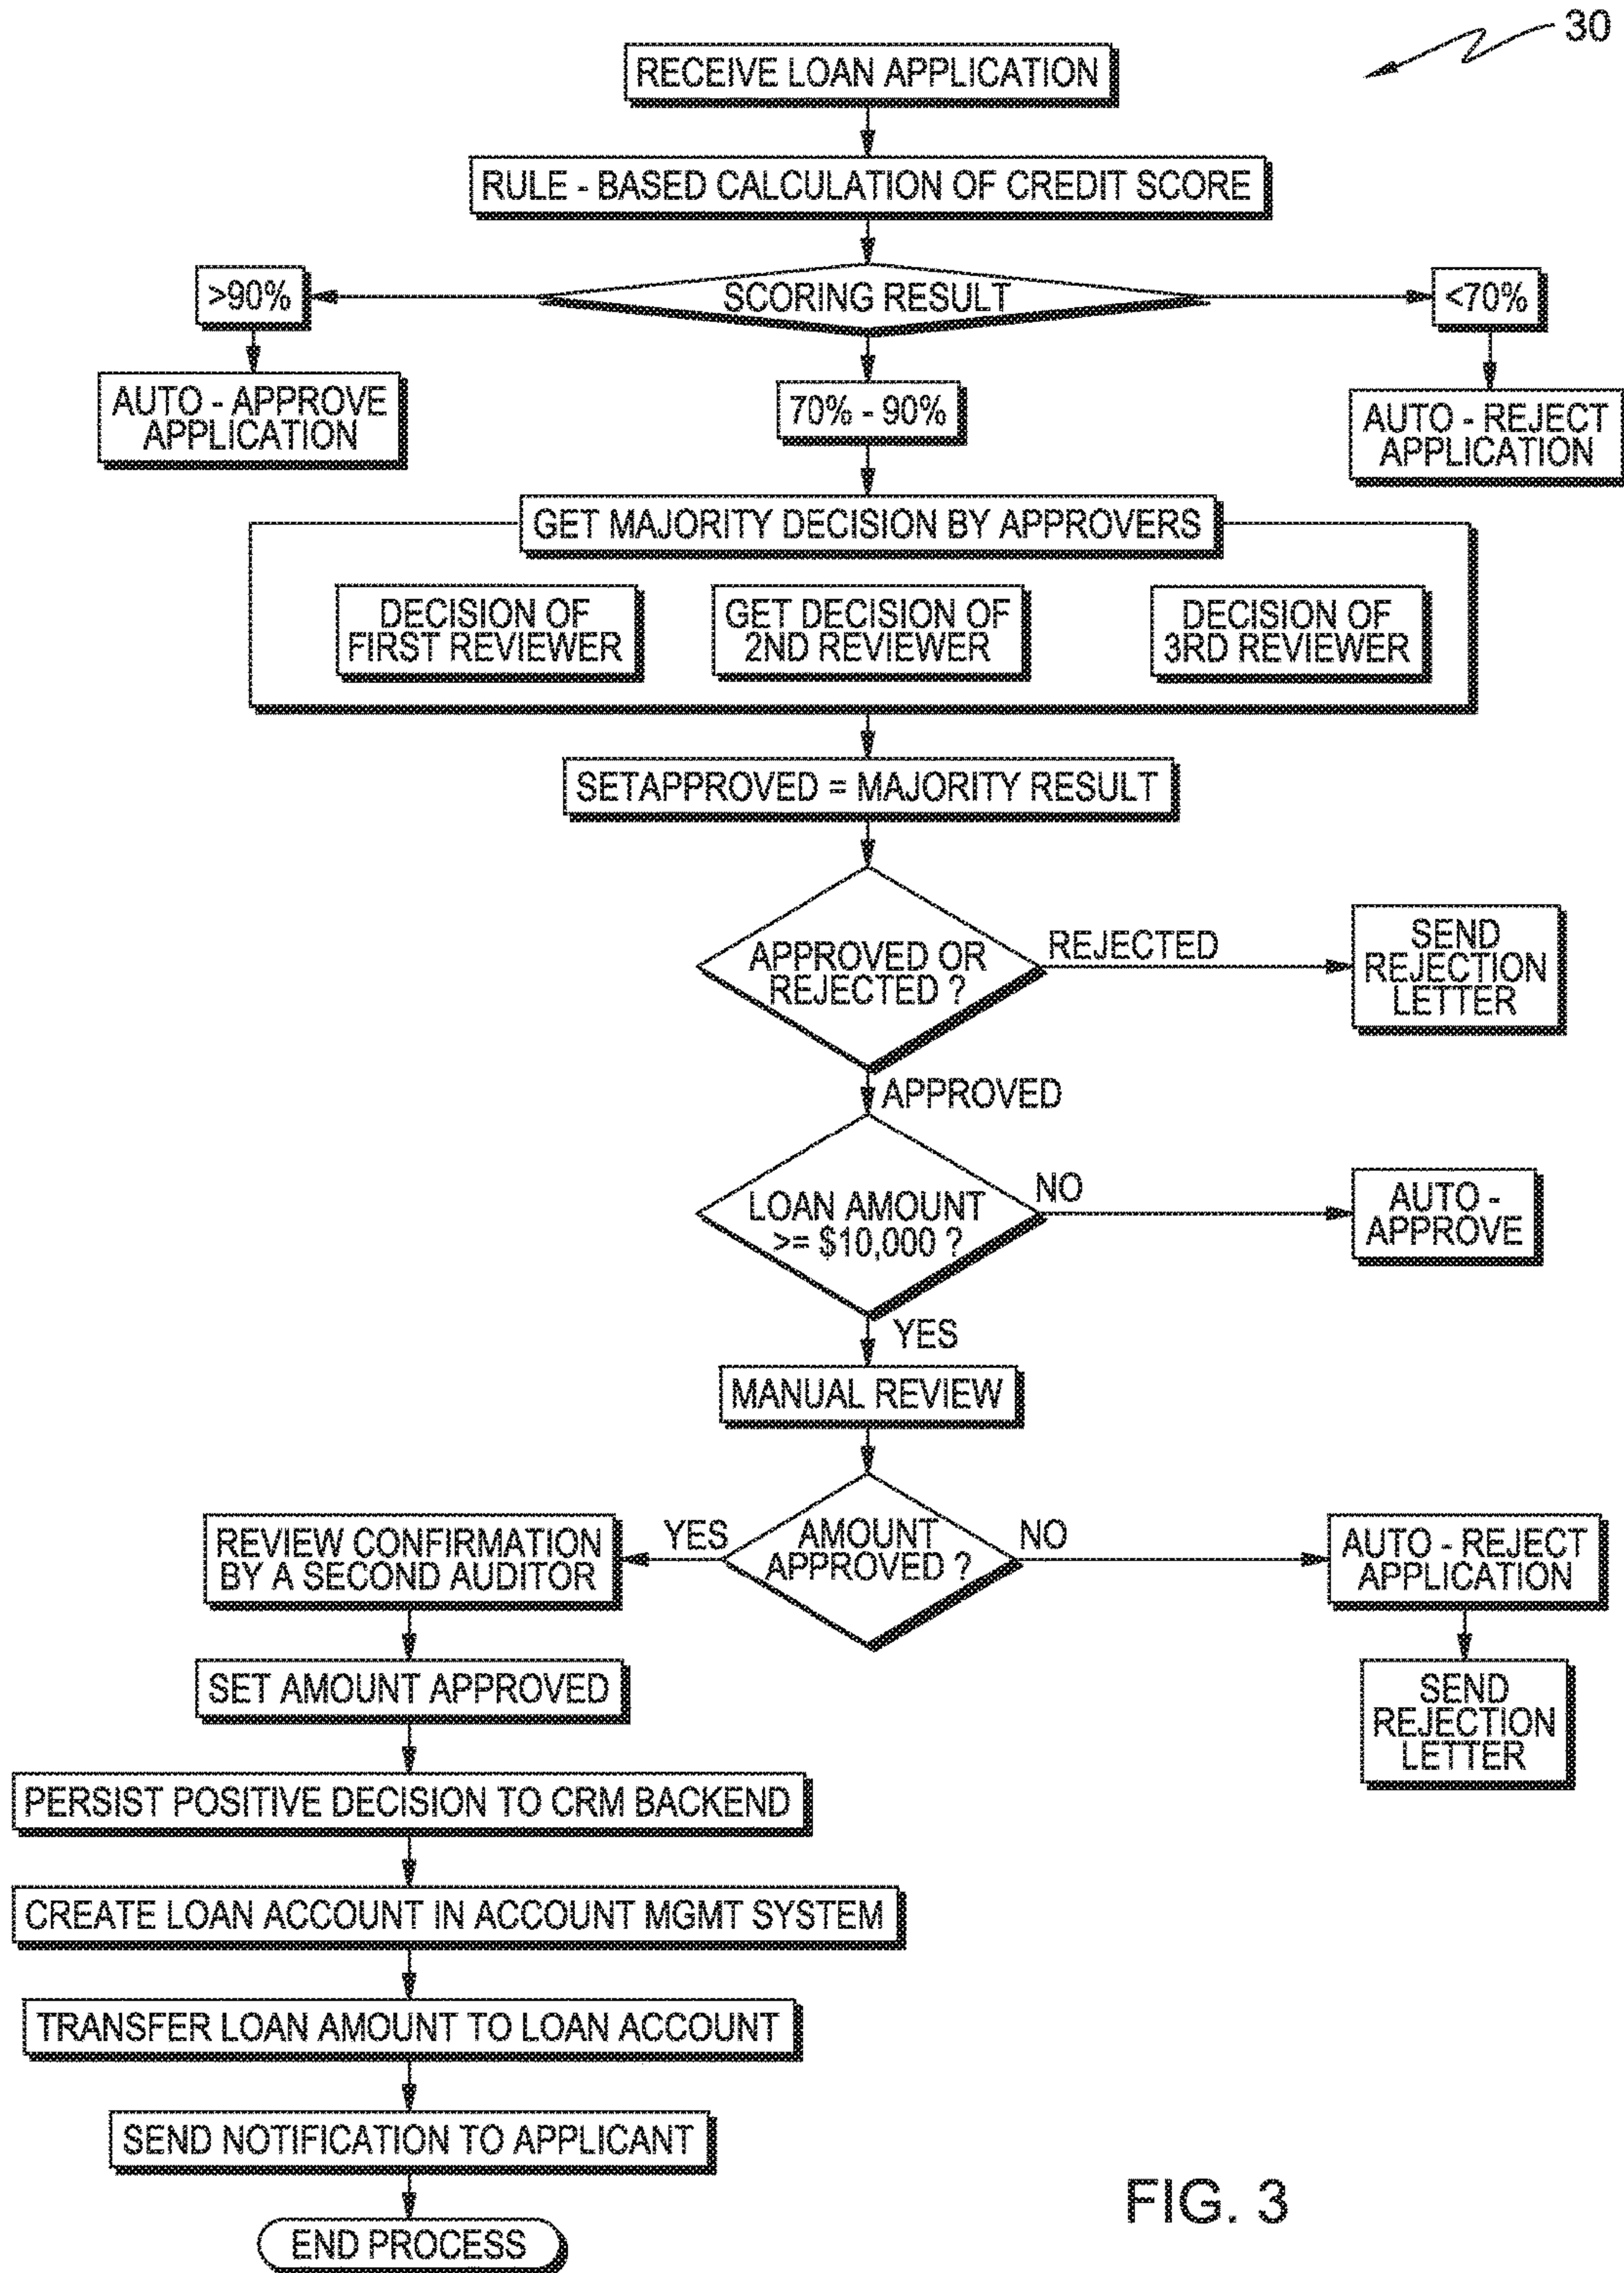 30
RECEIVE LOAN APPLICATION
RULE - BASED CALCULATION OF CREDIT SCORE
>90%
SCORING RESULT
<70%
AUTO - APPROVE
APPLICATION
70% - 90%
AUTO - REJECT
APPLICATION
GET MAJORITY DECISION BY APPROVERS
DECISION OF
FIRST REVIEWER
GET DECISION OF
2ND REVIEWER
DECISION OF
3RD REVIEWER
SETAPPROVED = MAJORITY RESULT
APPROVED OR
REJECTED ?
REJECTED
SEND
REJECTION
LETTER
APPROVED
LOAN AMOUNT
>= $10,000 ?
NO
AUTO -
APPROVE
YES
MANUAL REVIEW
AMOUNT
APPROVED ?
YES
REVIEW CONFIRMATION
BY A SECOND AUDITOR
NO
AUTO - REJECT
APPLICATION
SET AMOUNT APPROVED
SEND
REJECTION
LETTER
PERSIST POSITIVE DECISION TO CRM BACKEND
CREATE LOAN ACCOUNT IN ACCOUNT MGMT SYSTEM
TRANSFER LOAN AMOUNT TO LOAN ACCOUNT
SEND NOTIFICATION TO APPLICANT
END PROCESS
FIG. 3